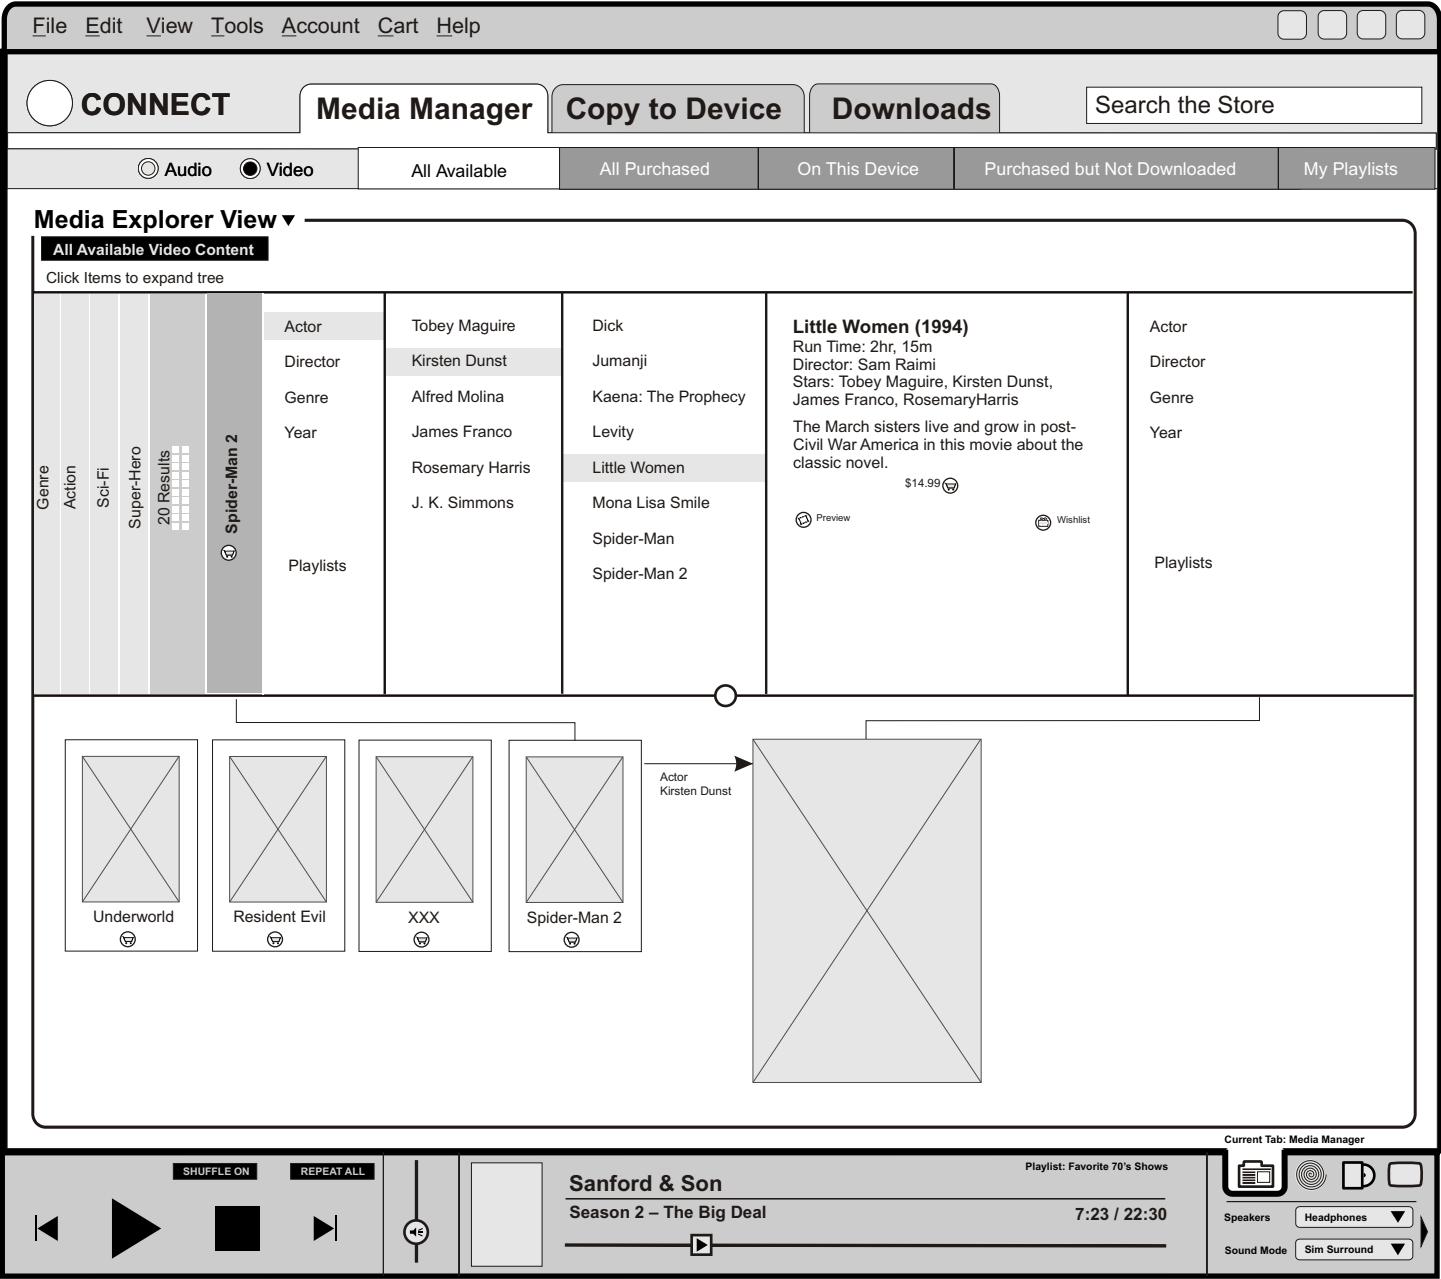 File Edit View Tools Account Cart Help
CONNECT
Media Manager
Copy to Device
Downloads
Search the Store
Audio
Video
All Available
All Purchased
On This Device
Purchased but Not Downloaded
My Playlists
Media Explorer View
All Available Video Content
Click Items to expand tree
Genre
Action
Sci-Fi
Super-Hero
20 Results
Spider-Man 2
Actor
Director
Genre
Year
Playlists
Tobey Maguire
Kirsten Dunst
Alfred Molina
James Franco
Rosemary Harris
J. K. Simmons
Dick
Jumanji
Kaena: The Prophecy
Levity
Little Women
Mona Lisa Smile
Spider-Man
Spider-Man 2
Little Women (1994)
Run Time: 2hr, 15m
Director: Sam Raimi
Stars: Tobey Maguire, Kirsten Dunst,
James Franco, RosemaryHarris
The March sisters live and grow in post-
Civil War America in this movie about the
classic novel.
$14.99
Preview
Wishlist
Actor
Director
Genre
Year
Playlists
Underworld
Resident Evil
XXX
Spider-Man 2
Actor
Kirsten Dunst
Current Tab: Media Manager
SHUFFLE ON
REPEAT ALL
Playlist: Favorite 70's Shows
Sanford & Son
Season 2 – The Big Deal
7:23 / 22:30
Speakers
Headphones
Sound Mode
Sim Surround